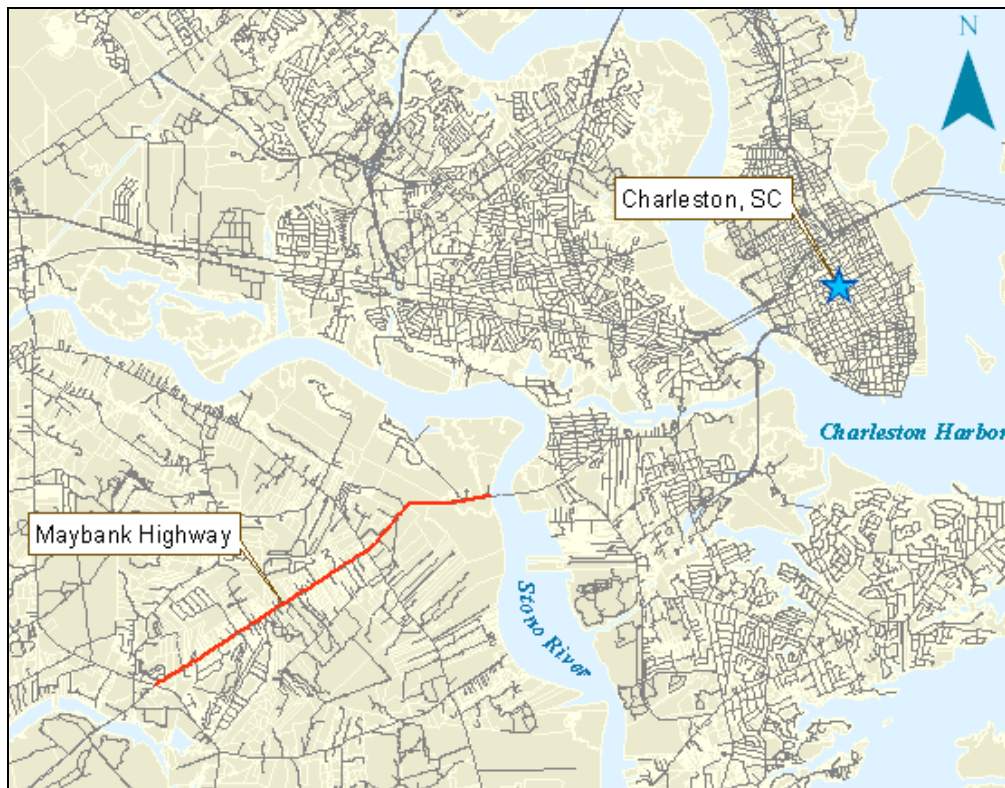 N
Charleston, SC
Charleston Harbor
Maybank Highway
Stono River